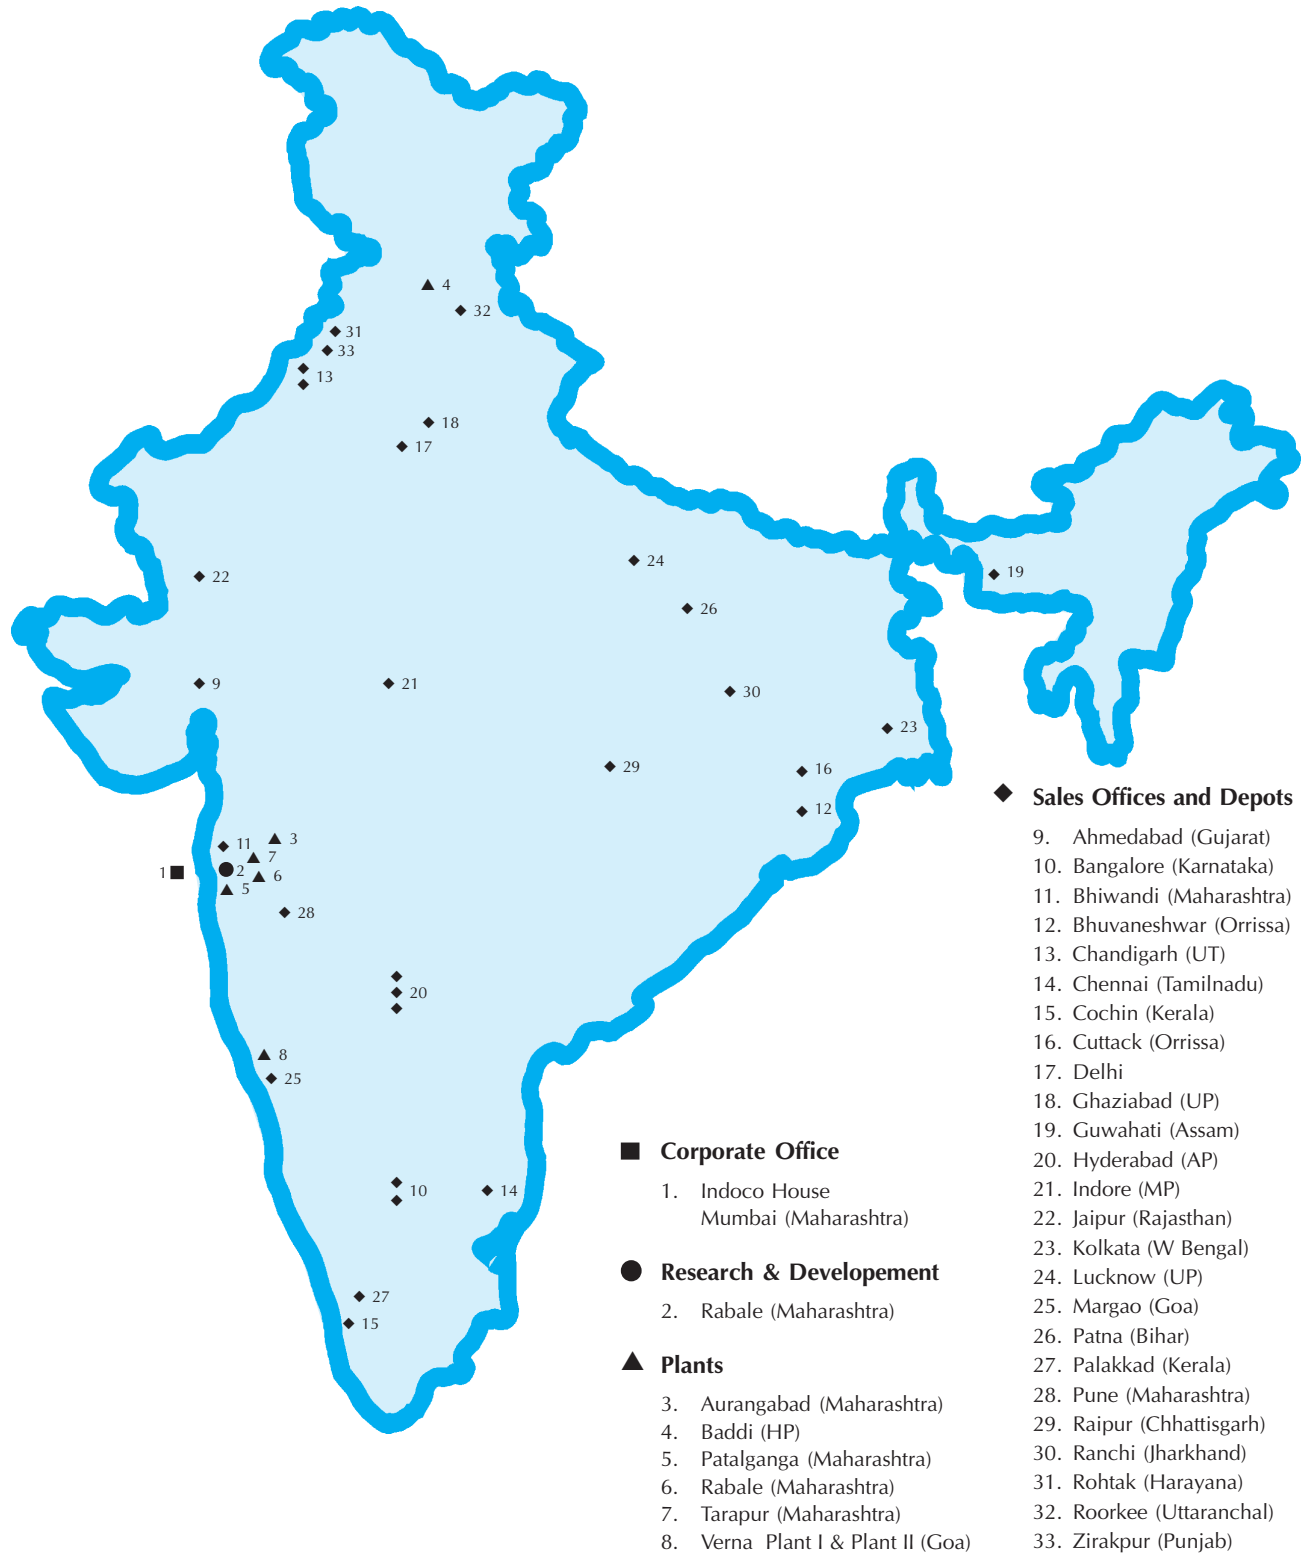 4
32
31
33
13
18
17
24
22
19
26
9
21
30
23
29
16
12
3
11
7
1
2
6
5
28
20
8
25
10
14
27
15
Corporate Office
1. Indoco House
Mumbai (Maharashtra)
Research & Developement
2. Rabale (Maharashtra)
Plants
3. Aurangabad (Maharashtra)
4. Baddi (HP)
5. Patalganga (Maharashtra)
6. Rabale (Maharashtra)
7. Tarapur (Maharashtra)
8. Verna Plant I & Plant II (Goa)
Sales Offices and Depots
9. Ahmedabad (Gujarat)
10. Bangalore (Karnataka)
11. Bhiwandi (Maharashtra)
12. Bhuvaneshwar (Orrissa)
13. Chandigarh (UT)
14. Chennai (Tamilnadu)
15. Cochin (Kerala)
16. Cuttack (Orrissa)
17. Delhi
18. Ghaziabad (UP)
19. Guwahati (Assam)
20. Hyderabad (AP)
21. Indore (MP)
22. Jaipur (Rajasthan)
23. Kolkata (W Bengal)
24. Lucknow (UP)
25. Margao (Goa)
26. Patna (Bihar)
27. Palakkad (Kerala)
28. Pune (Maharashtra)
29. Raipur (Chhattisgarh)
30. Ranchi (Jharkhand)
31. Rohtak (Harayana)
32. Roorkee (Uttaranchal)
33. Zirakpur (Punjab)